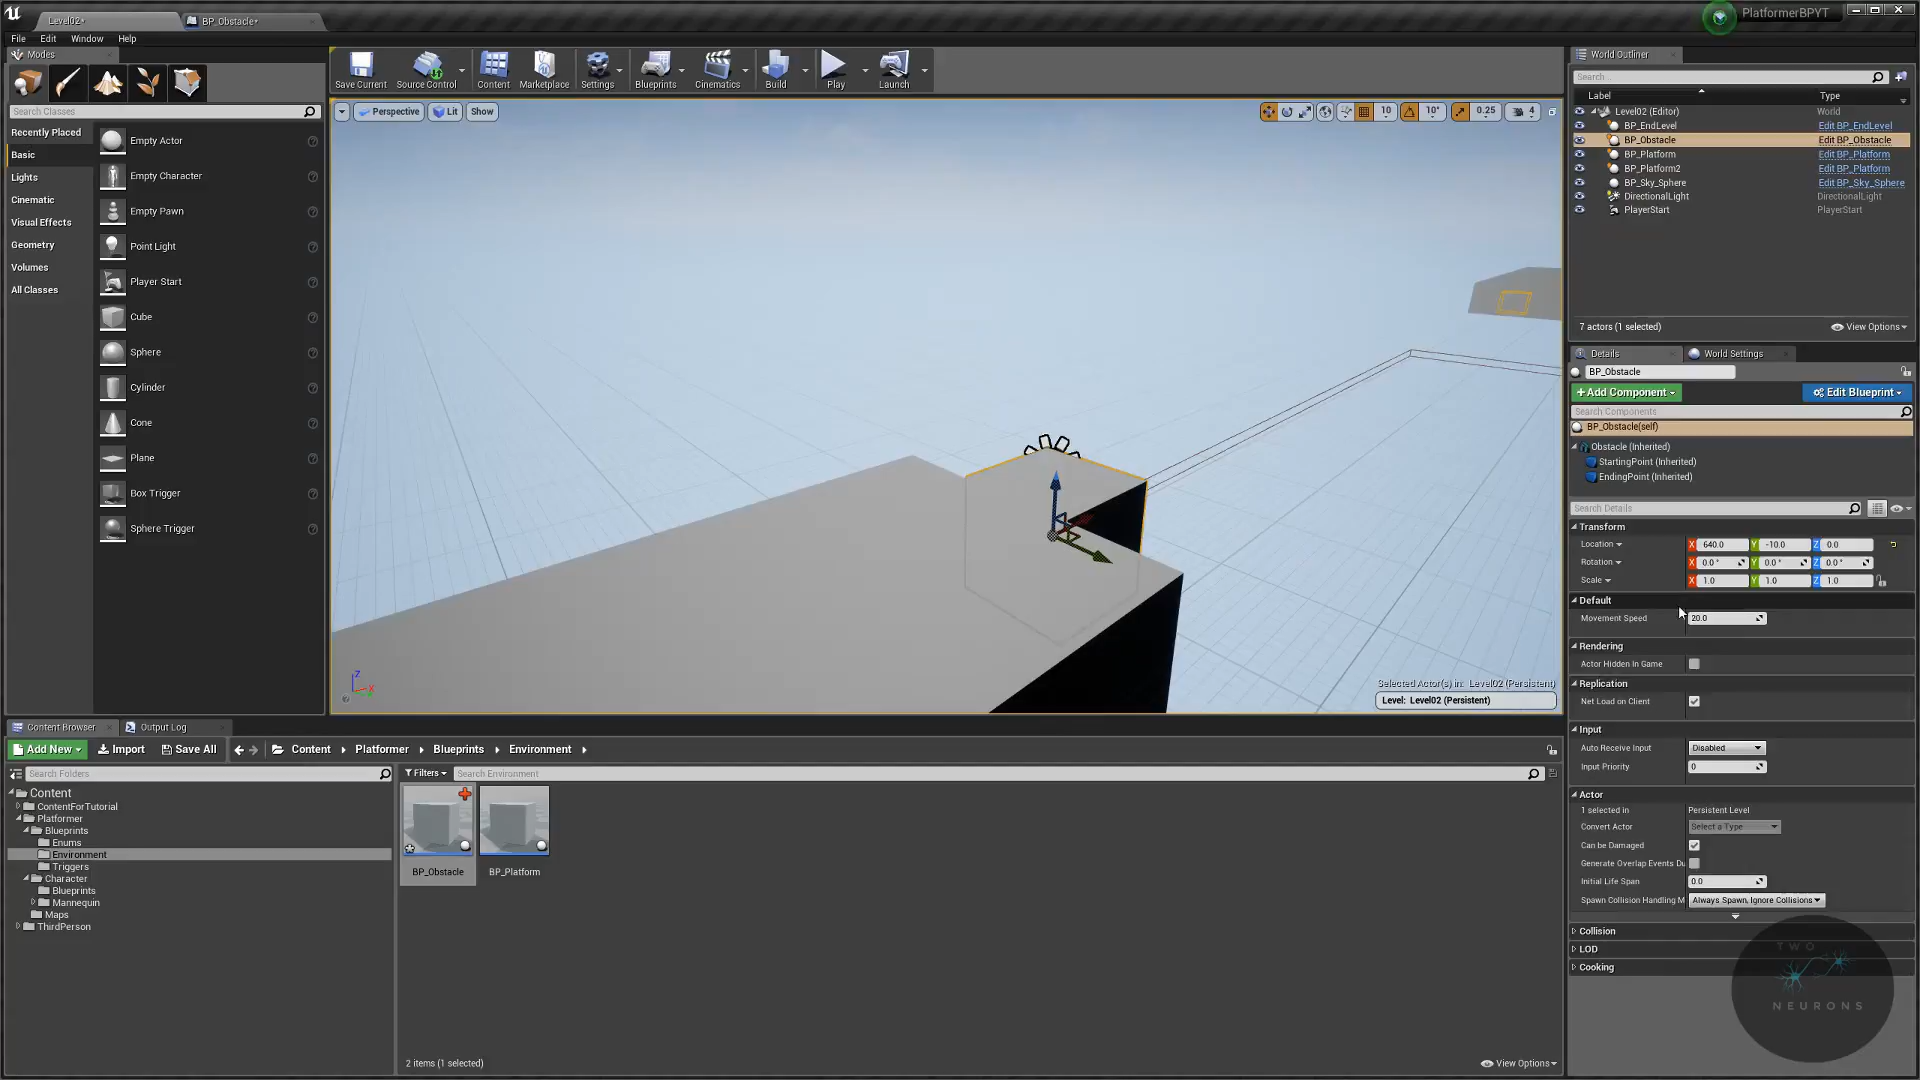 Level02*
BP_Obstacle*
PlatformerBPYT
File Edit Window Help
Modes
Search Classes
Recently Placed
Basic
Lights
Cinematic
Visual Effects
Geometry
Volumes
All Classes
Empty Actor
Empty Character
Empty Pawn
Point Light
Player Start
Cube
Sphere
Cylinder
Cone
Plane
Box Trigger
Sphere Trigger
Save Current
Source Control
Content
Marketplace
Settings
Blueprints
Cinematics
Build
Play
Launch
Perspective
Lit
Show
10
10°
0.25
4
Z
X
Selected Actor(s) in: Level02 (Persistent)
Level: Level02 (Persistent)
World Outliner
Search...
Label Type
Level02 (Editor) World
BP_EndLevel Edit BP_EndLevel
BP_Obstacle Edit BP_Obstacle
BP_Platform Edit BP_Platform
BP_Platform2 Edit BP_Platform
BP_Sky_Sphere Edit BP_Sky_Sphere
DirectionalLight DirectionalLight
PlayerStart PlayerStart
7 actors (1 selected)
View Options
Details
World Settings
BP_Obstacle
+Add Component
Edit Blueprint
Search Components
BP_Obstacle(self)
Obstacle (Inherited)
StartingPoint (Inherited)
EndingPoint (Inherited)
Search Details
Transform
Location X 640.0 Y -10.0 Z 0.0
Rotation X 0.0° Y 0.0° Z 0.0°
Scale X 1.0 Y 1.0 Z 1.0
Default
Movement Speed 20.0
Rendering
Actor Hidden In Game
Replication
Net Load on Client
Input
Auto Receive Input Disabled
Input Priority 0
Actor
1 selected in Persistent Level
Convert Actor Select a Type
Can be Damaged
Generate Overlap Events Du
Initial Life Span 0.0
Spawn Collision Handling M Always Spawn, Ignore Collisions
Collision
LOD
Cooking
TWO
NEURONS
Content Browser
Output Log
Add New
Import
Save All
Content
Platformer
Blueprints
Environment
Search Folders
Filters
Search Environment
Content
ContentForTutorial
Platformer
Blueprints
Enums
Environment
Triggers
Character
Blueprints
Mannequin
Maps
ThirdPerson
BP_Obstacle
BP_Platform
2 items (1 selected)
View Options